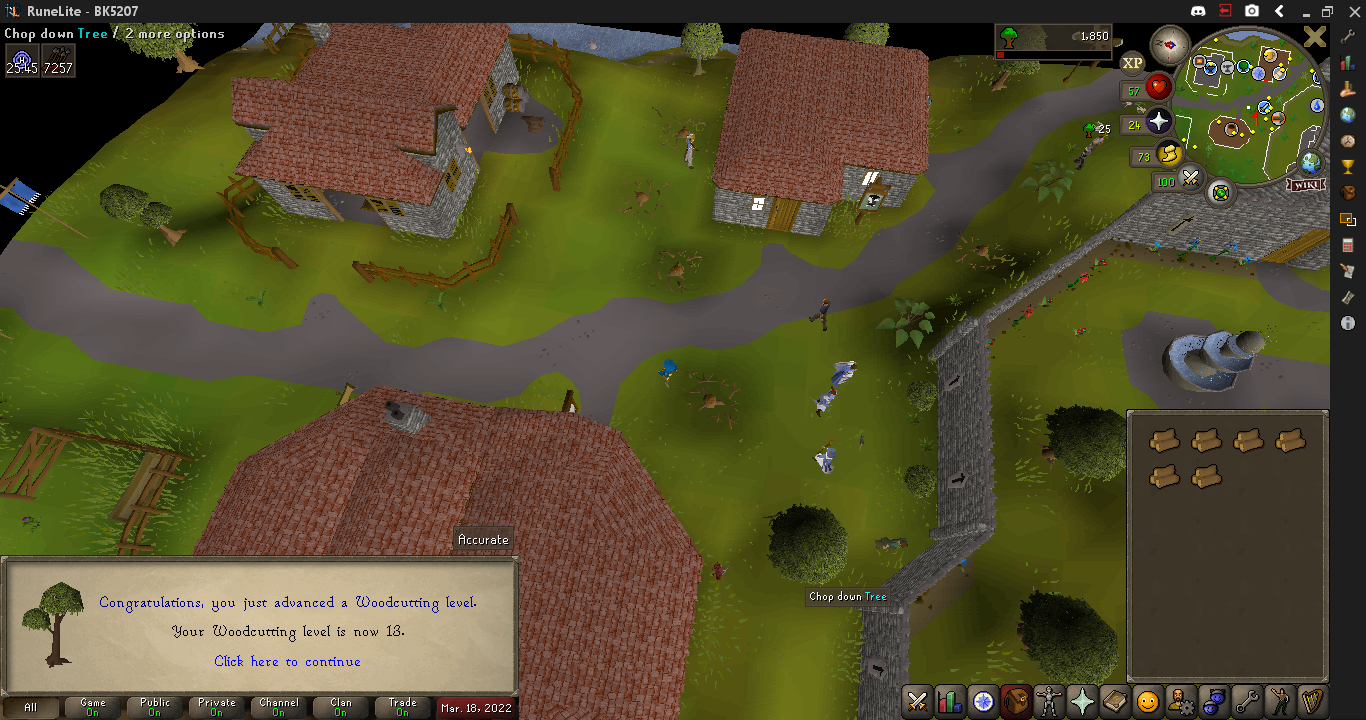 RuneLite - BK5207
Chop down Tree / 2 more options
25:45 7257
1,850
XP
57
24
73
100
WIKI
25
Accurate
Congratulations, you just advanced a Woodcutting level.
Your Woodcutting level is now 13.
Click here to continue
Chop down Tree
All
Game
On
Public
On
Private
On
Channel
On
Clan
On
Trade
On
Mar. 18, 2022